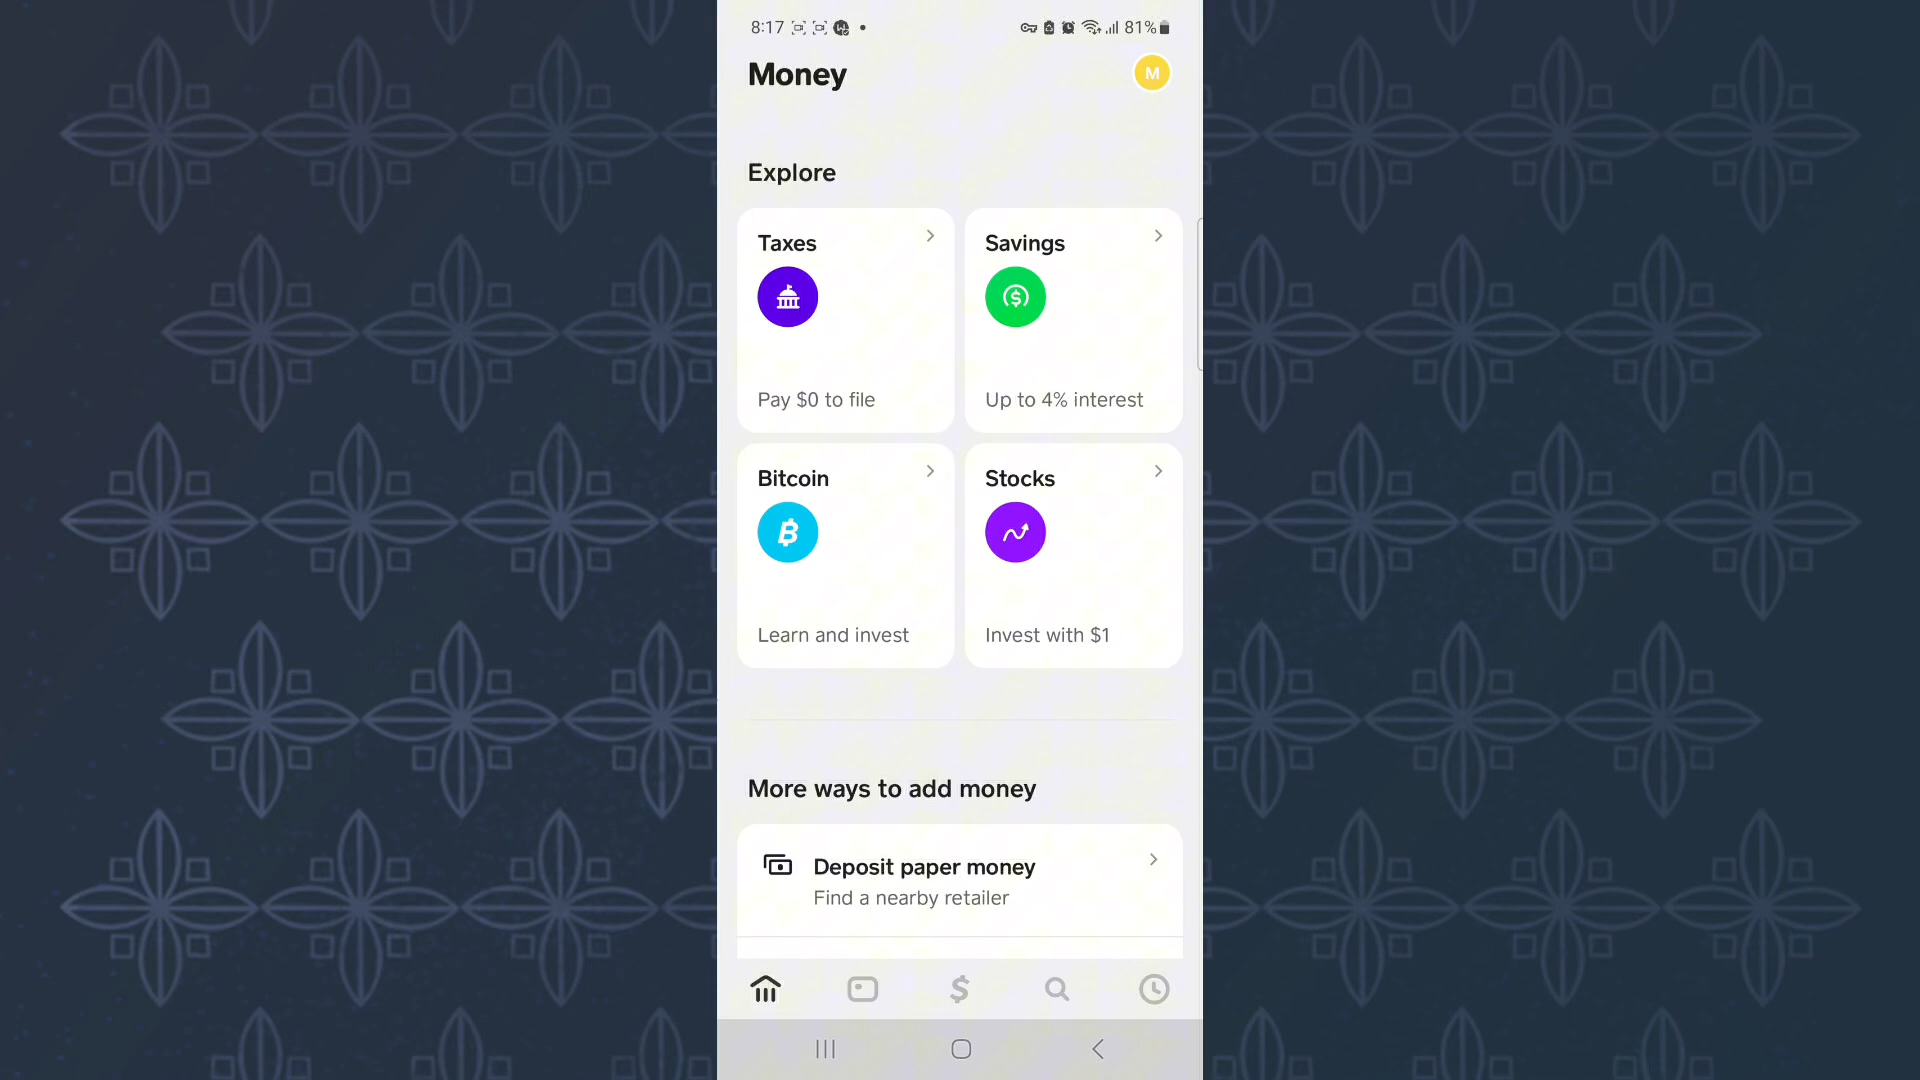 8:17 81%
Money
M
Explore
Taxes
Savings
Pay $0 to file
Up to 4% interest
Bitcoin
Stocks
Learn and invest
Invest with $1
More ways to add money
Deposit paper money
Find a nearby retailer